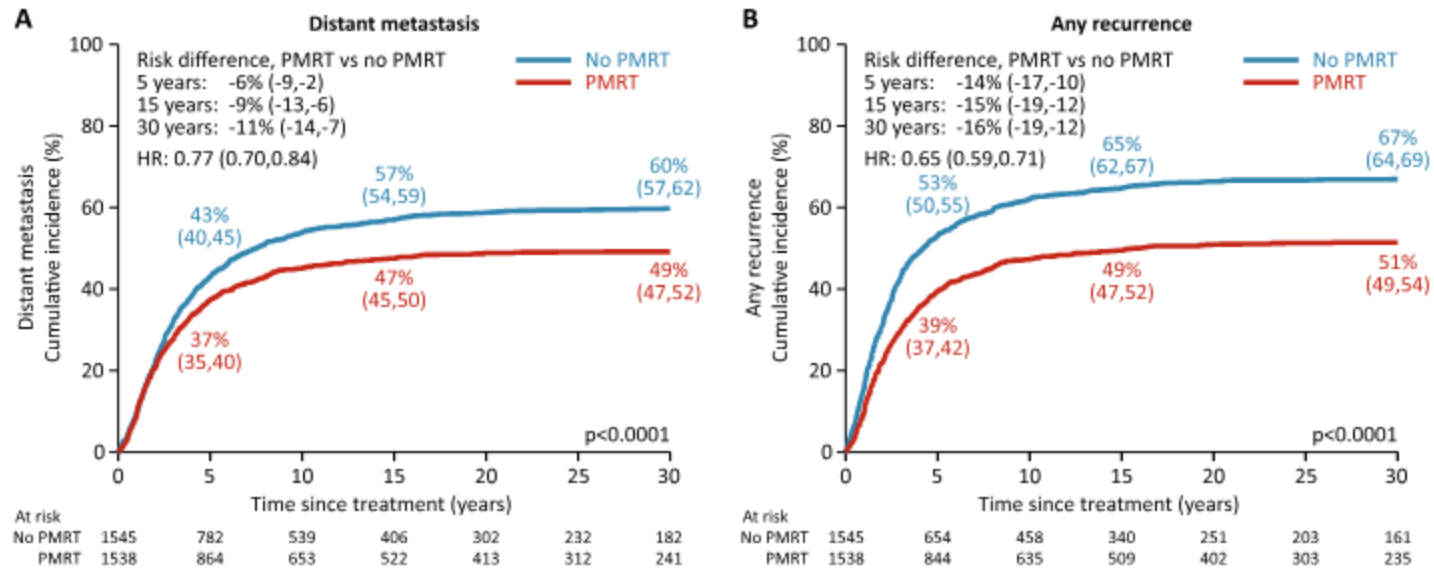 A
Distant metastasis
Risk difference, PMRT vs no PMRT
5 years: -6% (-9,-2)
15 years: -9% (-13,-6)
30 years: -11% (-14,-7)
HR: 0.77 (0.70,0.84)
No PMRT
PMRT
Distant metastasis
Cumulative incidence (%)
100
80
60
40
20
0
43%
(40,45)
57%
(54,59)
60%
(57,62)
37%
(35,40)
47%
(45,50)
49%
(47,52)
p<0.0001
0 5 10 15 20 25 30
Time since treatment (years)
At risk
No PMRT 1545 782 539 406 302 232 182
PMRT 1538 864 653 522 413 312 241
B
Any recurrence
Risk difference, PMRT vs no PMRT
5 years: -14% (-17,-10)
15 years: -15% (-19,-12)
30 years: -16% (-19,-12)
HR: 0.65 (0.59,0.71)
No PMRT
PMRT
Any recurrence
Cumulative incidence (%)
100
80
60
40
20
0
53%
(50,55)
65%
(62,67)
67%
(64,69)
39%
(37,42)
49%
(47,52)
51%
(49,54)
p<0.0001
0 5 10 15 20 25 30
Time since treatment (years)
At risk
No PMRT 1545 654 458 340 251 203 161
PMRT 1538 844 635 509 402 303 235